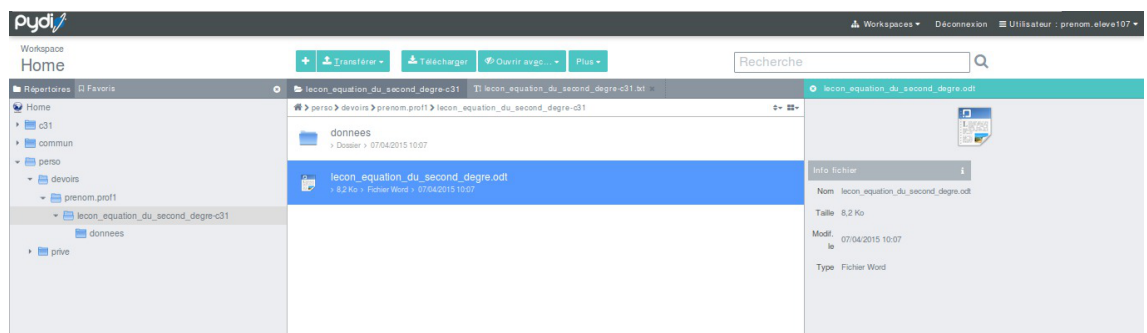 Pydi
Workspaces Déconnexion Utilisateur : prenom.eleve107
Workspace
Home
+ Transférer Télécharger Ouvrir avec... Plus Recherche
Répertoires Favoris
lecon_equation_du_second_degre-c31 lecon_equation_du_second_degre-c31.txt
lecon_equation_du_second_degre.odt
Home
c31
commun
perso
devoirs
prenom.prof1
lecon_equation_du_second_degre-c31
donnees
prive
perso > devoirs > prenom.prof1 > lecon_equation_du_second_degre-c31
donnees
> Dossier > 07/04/2015 10:07
lecon_equation_du_second_degre.odt
> 8,2 Ko > Fichier Word > 07/04/2015 10:07
Info fichier i
Nom lecon_equation_du_second_degre.odt
Taille 8,2 Ko
Modif. le 07/04/2015 10:07
Type Fichier Word